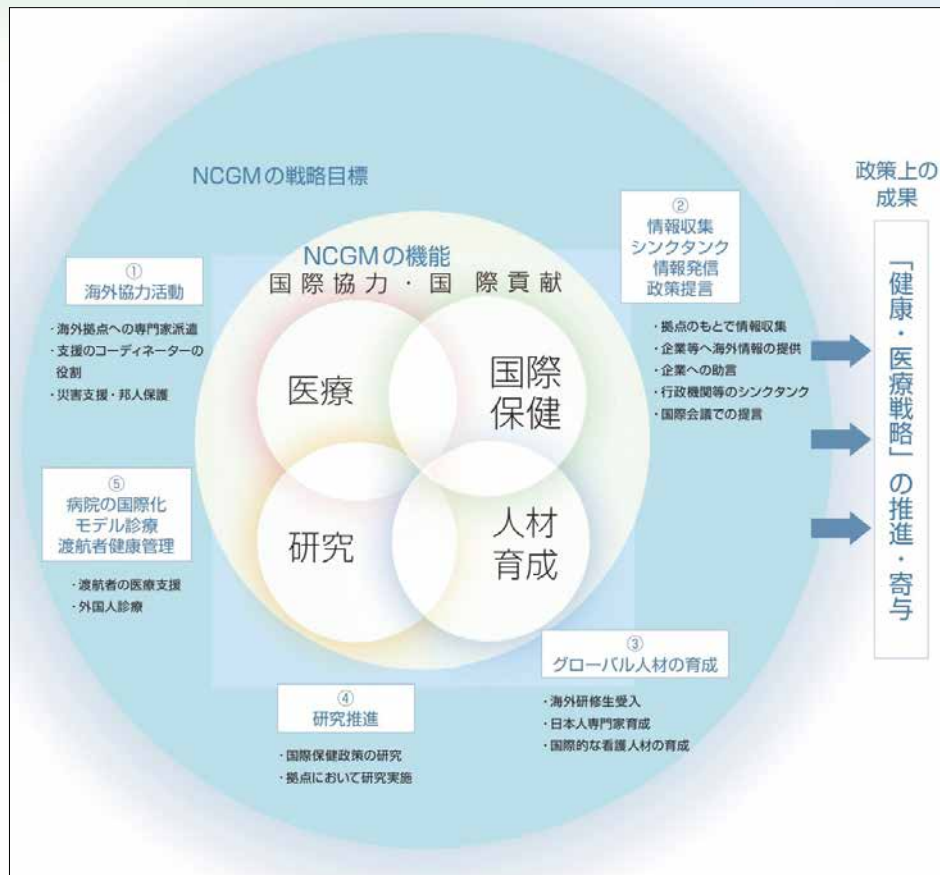 NCGMの戦略目標
政策上の
成果
「健康・医療戦略」の推進・寄与
NCGMの機能
国際協力・国際貢献
医療
国際
保健
研究
人材
育成
①
海外協力活動
・海外拠点への専門家派遣
・支援のコーディネーターの
役割
・災害支援・邦人保護
②
情報収集
シンクタンク
情報発信
政策提言
・拠点のもとで情報収集
・企業等へ海外情報の提供
・企業への助言
・行政機関等のシンクタンク
・国際会議での提言
③
グローバル人材の育成
・海外研修生受入
・日本人専門家育成
・国際的な看護人材の育成
④
研究推進
・国際保健政策の研究
・拠点において研究実施
⑤
病院の国際化
モデル診療
渡航者健康管理
・渡航者の医療支援
・外国人診療